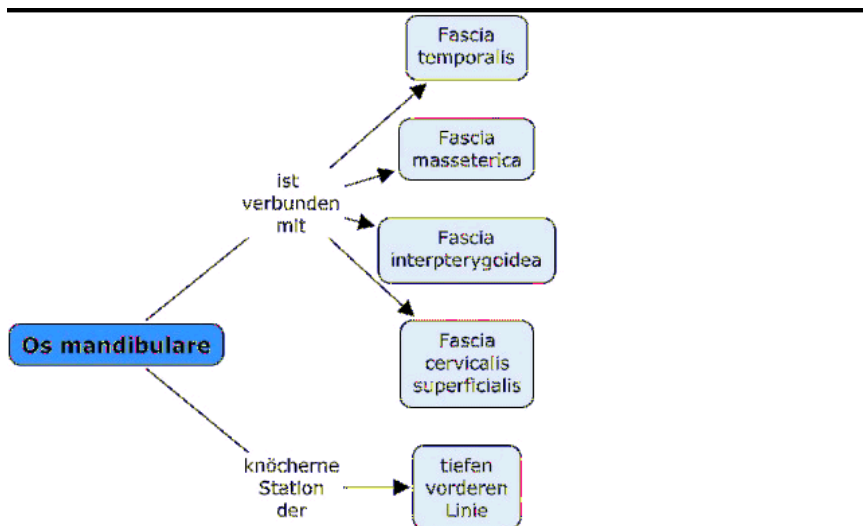 Fascia
temporalis
Fascia
masseterica
ist
verbunden
mit
Fascia
interpterygoidea
Os mandibulare
Fascia
cervicalis
superficialis
knöcherne
Station
der
tiefen
vorderen
Linie